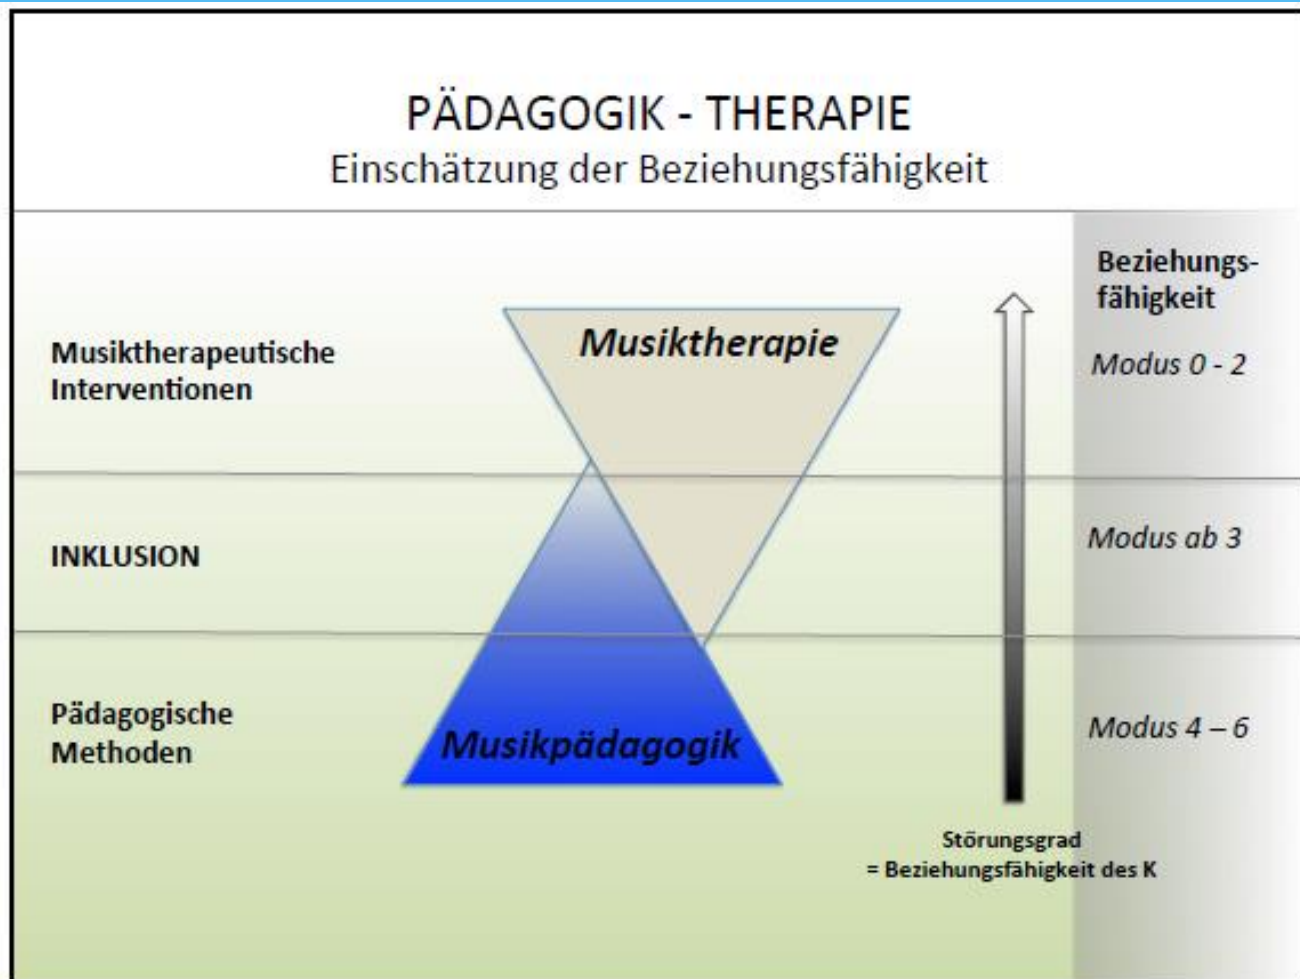 PÄDAGOGIK - THERAPIE
Einschätzung der Beziehungsfähigkeit
Beziehungs-
fähigkeit
Musiktherapie
Musiktherapeutische
Interventionen
Modus 0 - 2
INKLUSION
Modus ab 3
Pädagogische
Methoden
Musikpädagogik
Modus 4 – 6
Störungsgrad
= Beziehungsfähigkeit des K